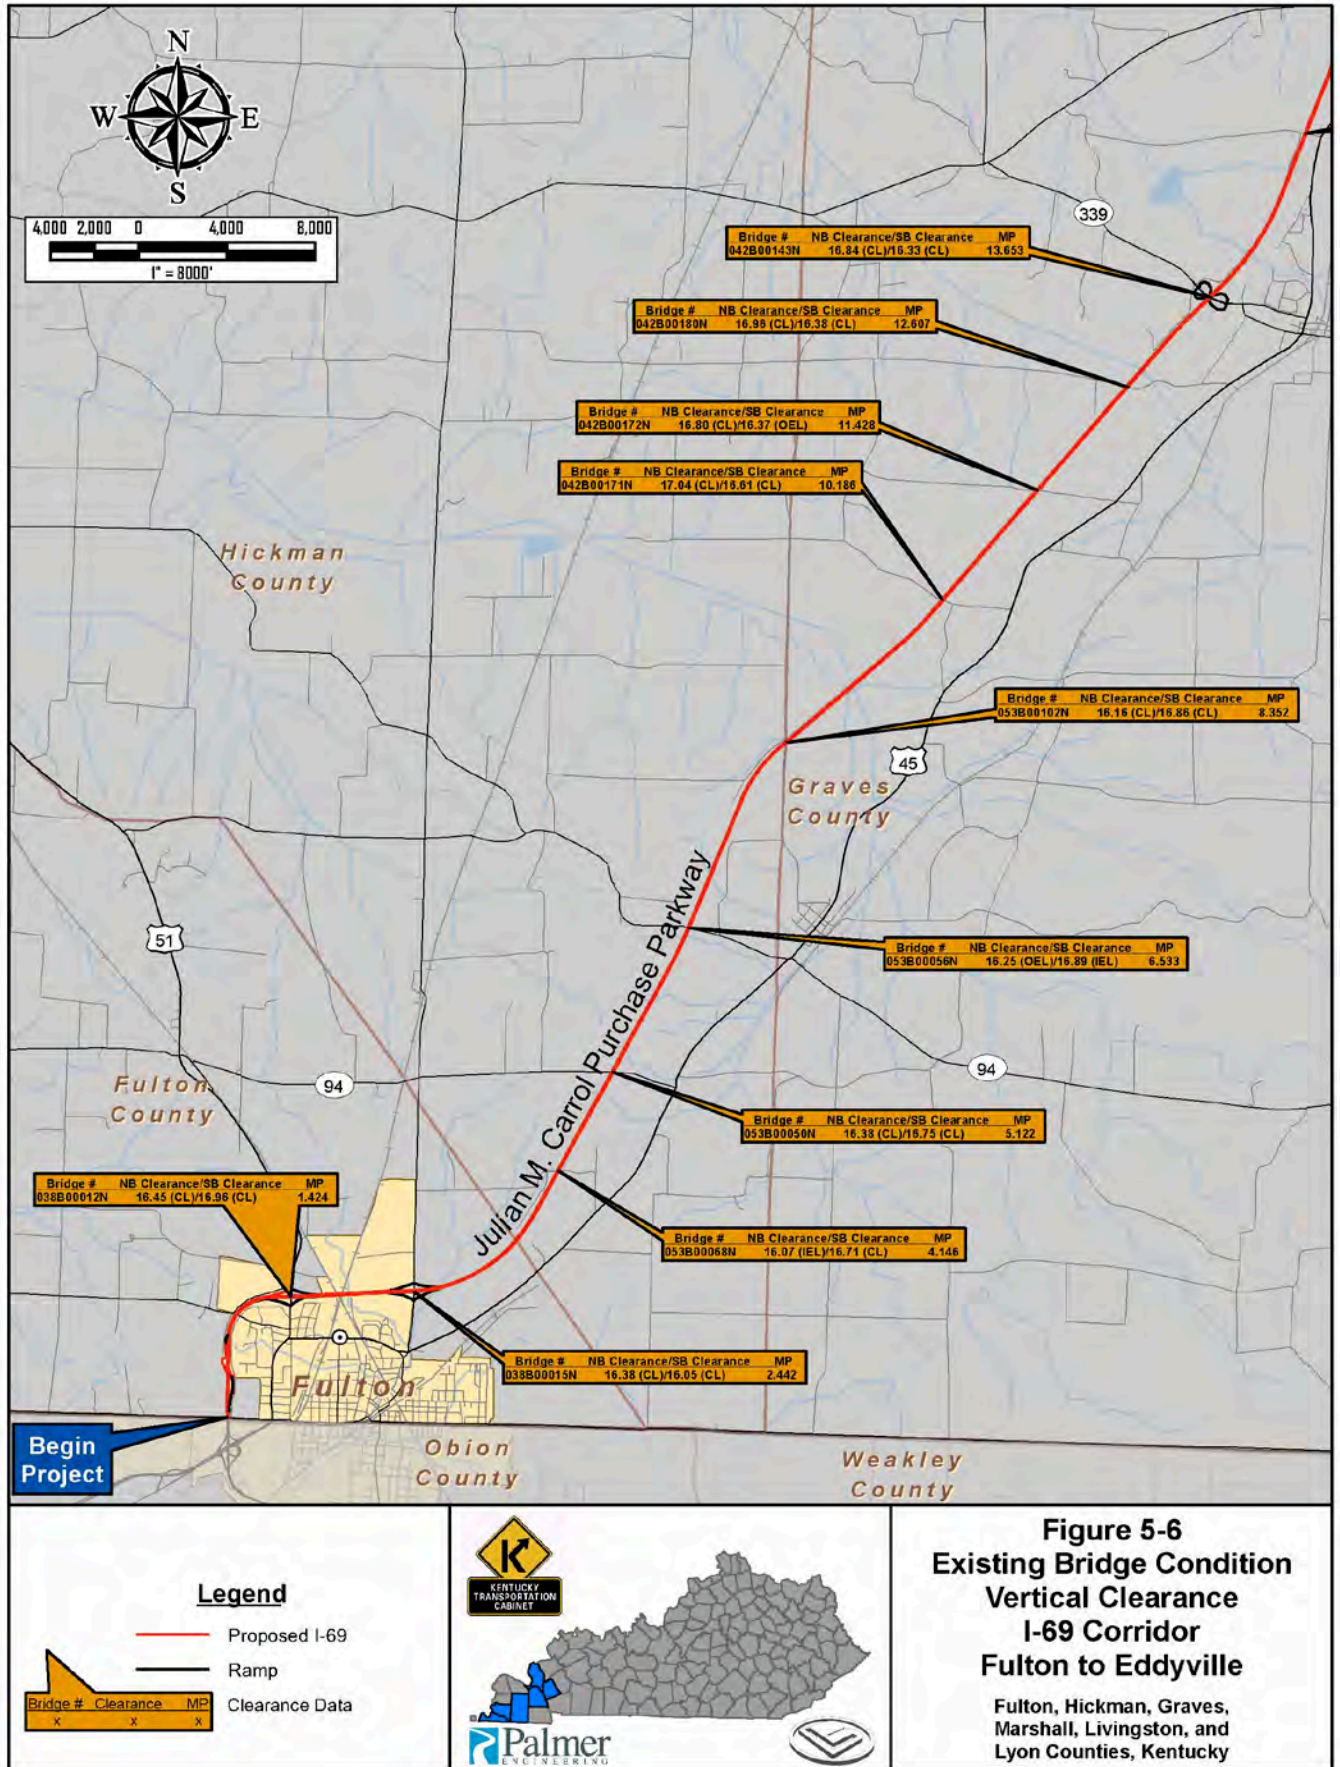 N
W E
S
4,000 2,000 0 4,000 8,000
1" = 8000'
339
Bridge # NB Clearance/SB Clearance MP
042B00143N 16.84 (CL)/16.33 (CL) 13.653
Bridge # NB Clearance/SB Clearance MP
042B00180N 16.96 (CL)/16.38 (CL) 12.607
Bridge # NB Clearance/SB Clearance MP
042B00172N 16.80 (CL)/16.37 (OEL) 11.428
Bridge # NB Clearance/SB Clearance MP
042B00171N 17.04 (CL)/16.61 (CL) 10.186
Hickman
County
Bridge # NB Clearance/SB Clearance MP
053B00102N 16.16 (CL)/16.86 (CL) 8.352
45
Graves
County
Julian M. Carrol Purchase Parkway
51
Bridge # NB Clearance/SB Clearance MP
053B00056N 16.25 (OEL)/16.89 (IEL) 6.533
94
Fulton
County
94
Bridge # NB Clearance/SB Clearance MP
053B00050N 16.38 (CL)/16.75 (CL) 5.122
Bridge # NB Clearance/SB Clearance MP
038B00012N 16.45 (CL)/16.96 (CL) 1.424
Bridge # NB Clearance/SB Clearance MP
053B00068N 16.07 (IEL)/16.71 (CL) 4.146
Bridge # NB Clearance/SB Clearance MP
038B00015N 16.38 (CL)/16.05 (CL) 2.442
Fulton
Begin
Project
Obion
County
Weakley
County
Legend
Proposed I-69
Ramp
Bridge # Clearance MP
x x x
Clearance Data
KENTUCKY
TRANSPORTATION
CABINET
Palmer
ENGINEERING
Figure 5-6
Existing Bridge Condition
Vertical Clearance
I-69 Corridor
Fulton to Eddyville
Fulton, Hickman, Graves,
Marshall, Livingston, and
Lyon Counties, Kentucky